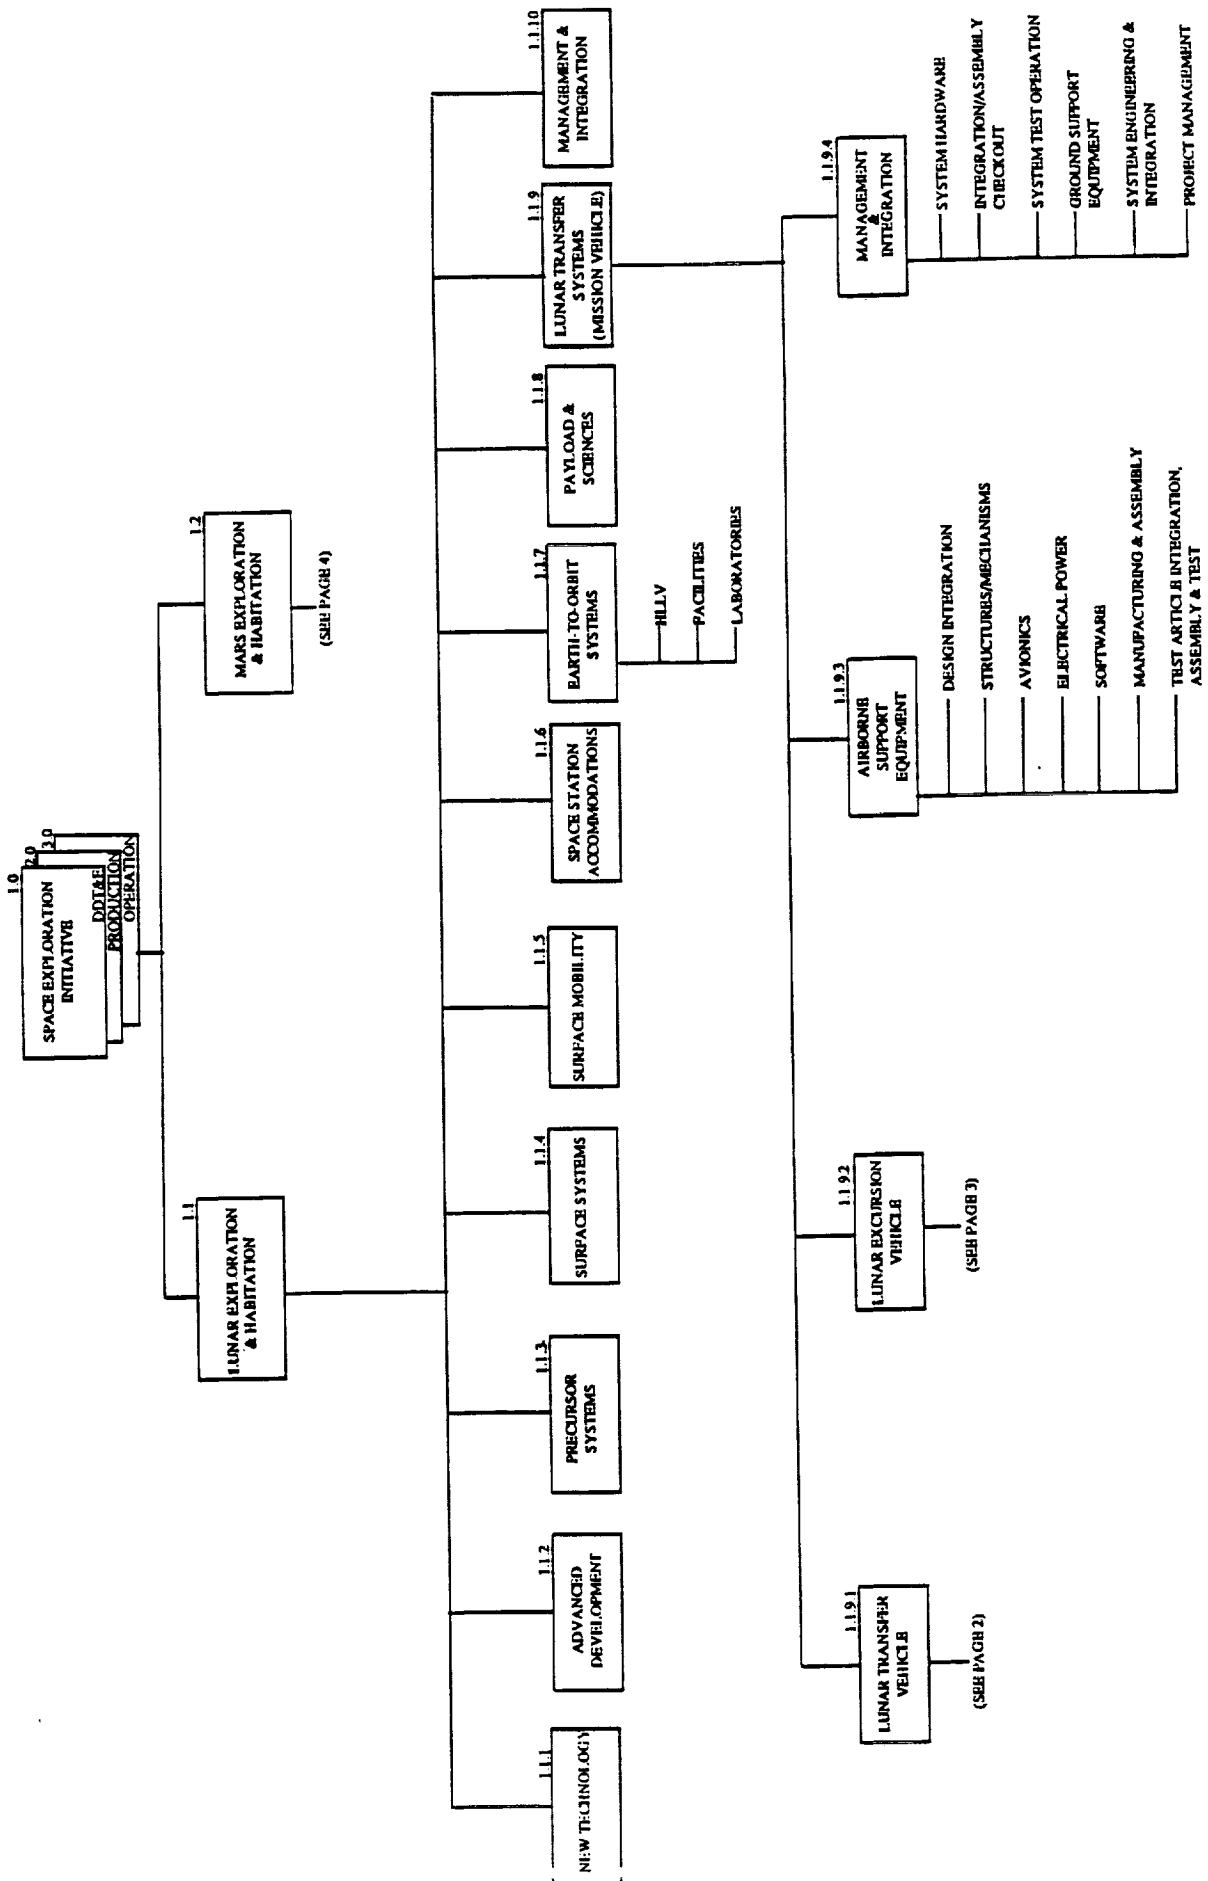 1.0
SPACE EXPLORATION
INITIATIVE
DDT&E
2.0
PRODUCTION
3.0
OPERATION
1.1
LUNAR EXPLORATION
& HABITATION
1.2
MARS EXPLORATION
& HABITATION
(SEE PAGE 4)
1.1.1
NEW TECHNOLOGY
1.1.2
ADVANCED
DEVELOPMENT
1.1.3
PRECURSOR
SYSTEMS
1.1.4
SURFACE SYSTEMS
1.1.5
SURFACE MOBILITY
1.1.6
SPACE STATION
ACCOMMODATIONS
1.1.7
EARTH-TO-ORBIT
SYSTEMS
HLLV
FACILITIES
LABORATORIES
1.1.8
PAYLOAD &
SCIENCES
1.1.9
LUNAR TRANSFER
SYSTEMS
(MISSION VEHICLE)
1.1.10
MANAGEMENT &
INTEGRATION
1.1.9.1
LUNAR TRANSFER
VEHICLE
(SEE PAGE 2)
1.1.9.2
LUNAR EXCURSION
VEHICLE
(SEE PAGE 3)
1.1.9.3
AIRBORNE
SUPPORT
EQUIPMENT
DESIGN INTEGRATION
STRUCTURES/MECHANISMS
AVIONICS
ELECTRICAL POWER
SOFTWARE
MANUFACTURING & ASSEMBLY
TEST ARTICLE INTEGRATION,
ASSEMBLY & TEST
1.1.9.4
MANAGEMENT
&
INTEGRATION
SYSTEM HARDWARE
INTEGRATION/ASSEMBLY
CHECKOUT
SYSTEM TEST OPERATION
GROUND SUPPORT
EQUIPMENT
SYSTEM ENGINEERING &
INTEGRATION
PROJECT MANAGEMENT